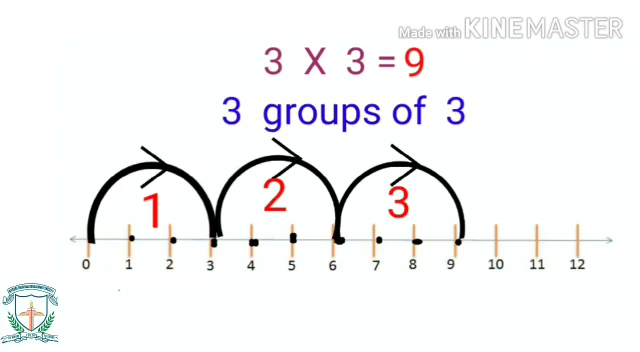 Made with KINEMASTER
3 X 3 = 9
3 groups of 3
1 2 3
0 1 2 3 4 5 6 7 8 9 10 11 12